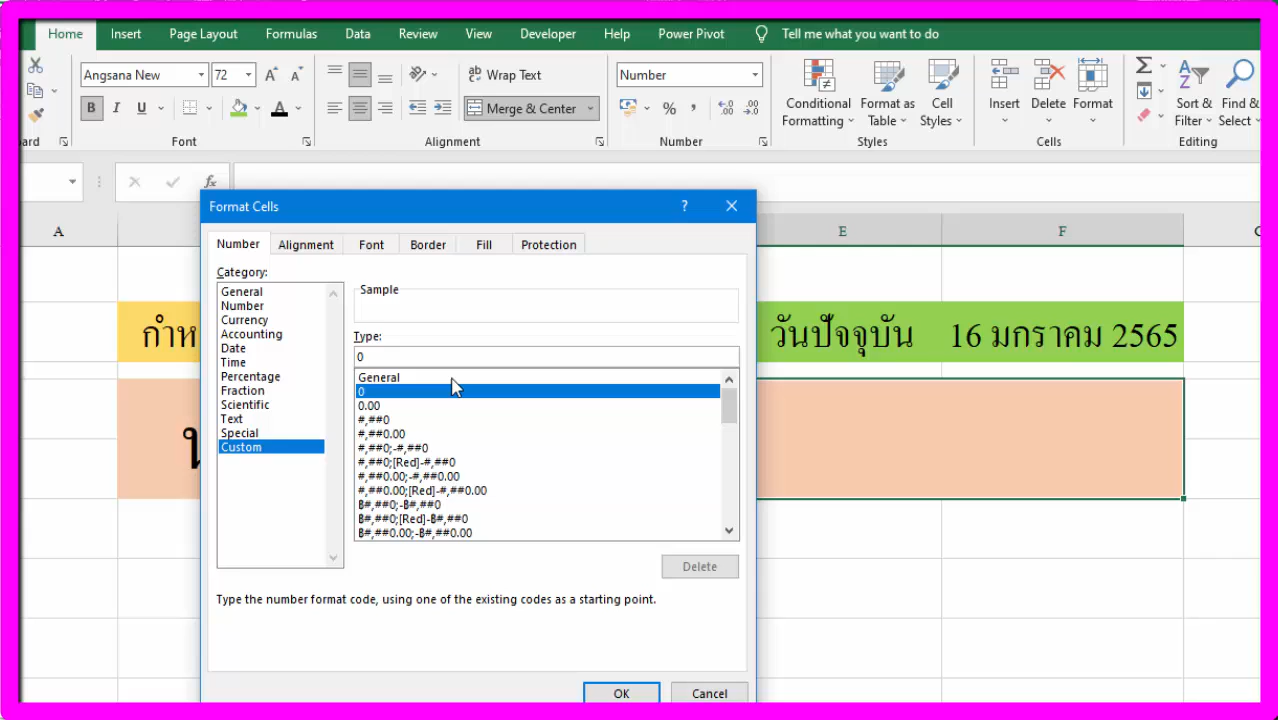 Home Insert Page Layout Formulas Data Review View Developer Help Power Pivot Tell me what you want to do
Angsana New 72 A A ab Wrap Text Number
B I U A Merge & Center % , Conditional Formatting Format as Table Cell Styles Insert Delete Format Σ Sort & Filter Find & Select
ard Font Alignment Number Styles Cells Editing
fx
Format Cells ?
A E F
Number Alignment Font Border Fill Protection
Category:
General
Number
Currency
Accounting
Date
Time
Percentage
Fraction
Scientific
Text
Special
Custom
Sample
Type:
0
General
0
0.00
#,##0
#,##0.00
#,##0;-#,##0
#,##0;[Red]-#,##0
#,##0.00;-#,##0.00
#,##0.00;[Red]-#,##0.00
฿#,##0;-฿#,##0
฿#,##0;[Red]-฿#,##0
฿#,##0.00;-฿#,##0.00
Delete
Type the number format code, using one of the existing codes as a starting point.
OK Cancel
กำห วันปัจจุบัน 16 มกราคม 2565